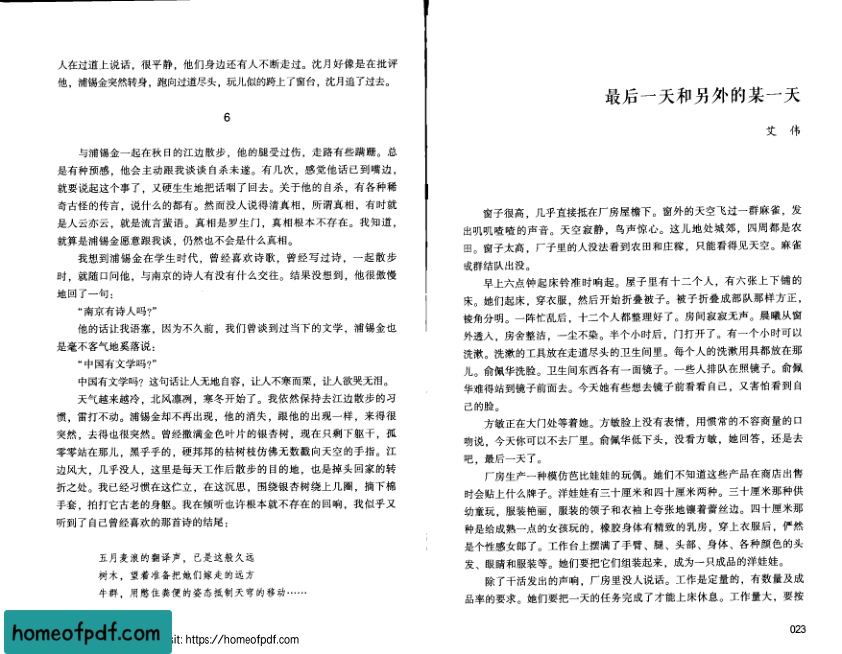 人在过道上说话，很平静，他们身边还有人不断走过。沈月好像是在批评
他，浦锡金突然转身，跑向过道尽头，玩儿似的跨上了窗台，沈月追了过去。
6
与浦锡金一起在秋日的江边散步，他的腿受过伤，走路有些蹒跚。总
是有种预感，他会主动跟我谈谈自杀未遂。有几次，感觉他话已到嘴边，
就要说起这个事了，又硬生生地把话咽了回去。关于他的自杀，有各种稀
奇古怪的传言，说什么的都有。然而没人说得清真相，所谓真相，有时就
是人云亦云，就是流言蜚语。真相是罗生门，真相根本不存在。我知道，
就算是浦锡金愿意跟我谈，仍然也不会是什么真相。
我想到浦锡金在学生时代，曾经喜欢诗歌，曾经写过诗，一起散步
时，就随口问他，与南京的诗人有没有什么交往。结果没想到，他很傲慢
地回了一句：
“南京有诗人吗？”
他的话让我语塞，因为不久前，我们曾谈到过当下的文学，浦锡金也
是毫不客气地奚落说：
“中国有文学吗？”
中国有文学吗？这句话让人无地自容，让人不寒而栗，让人欲哭无泪。
天气越来越冷，北风凛冽，寒冬开始了。我依然保持去江边散步的习
惯，雷打不动。浦锡金却不再出现，他的消失，跟他的出现一样，来得很
突然，去得也很突然。曾经撒满金色叶片的银杏树，现在只剩下躯干，孤
零零站在那儿，黑乎乎的，硬邦邦的枯树枝仿佛无数戳向天空的手指。江
边风大，几乎没人，这里是每天工作后散步的目的地，也是掉头回家的转
折之处。我已经习惯在这伫立，在这沉思，围绕银杏树绕上几圈，摘下棉
手套，拍打它古老的身躯。我在倾听也许根本就不存在的回响，我似乎又
听到了自己曾经喜欢的那首诗的结尾：
五月麦浪的翻译声，已是这般久远
树木，望着准备把她们嫁走的远方
牛群，用憋住粪便的姿态抵制天穹的移动……
homeofpdf.com
sit: https://homeofpdf.com
最后一天和另外的某一天
艾 伟
窗子很高，几乎直接抵在厂房屋檐下。窗外的天空飞过一群麻雀，发
出叽叽喳喳的声音。天空寂静，鸟声惊心。这儿地处城郊，四周都是农
田。窗子太高，厂子里的人没法看到农田和庄稼，只能看得见天空。麻雀
或群结队出没。
早上六点钟起床铃准时响起。屋子里有十二个人，有六张上下铺的
床。她们起床，穿衣服，然后开始折叠被子。被子折叠成部队那样方正，
棱角分明。一阵忙乱后，十二个人都整理好了。房间寂寂无声。晨曦从窗
外透入，房舍整洁，一尘不染。半个小时后，门打开了。有一个小时可以
洗漱。洗漱的工具放在走道尽头的卫生间里。每个人的洗漱用具都放在那
儿。俞佩华洗脸。卫生间东西各有一面镜子。一些人排队在照镜子。俞佩
华难得站到镜子前面去。今天她有些想去镜子前看看自己，又害怕看到自
己的脸。
方敏正在大门处等着她。方敏脸上没有表情，用惯常的不容商量的口
吻说，今天你可以不去厂里。俞佩华低下头，没看方敏，她回答，还是去
吧，最后一天了。
厂房生产一种模仿芭比娃娃的玩偶。她们不知道这些产品在商店出售
时会贴上什么牌子。洋娃娃有三十厘米和四十厘米两种。三十厘米那种供
幼童玩，服装艳丽，服装的领子和衣袖上夸张地镶着蕾丝边。四十厘米那
种是给成熟一点的女孩玩的，橡胶身体有精致的乳房，穿上衣服后，俨然
是个性感女郎了。工作台上摆满了手臂、腿、头部、身体、各种颜色的头
发、眼睛和服装等。她们要把它们组装起来，成为一只成品的洋娃娃。
除了干活发出的声响，厂房里没人说话。工作是定量的，有数量及成
品率的要求。她们要把一天的任务完成了才能上床休息。工作量大，要按
023